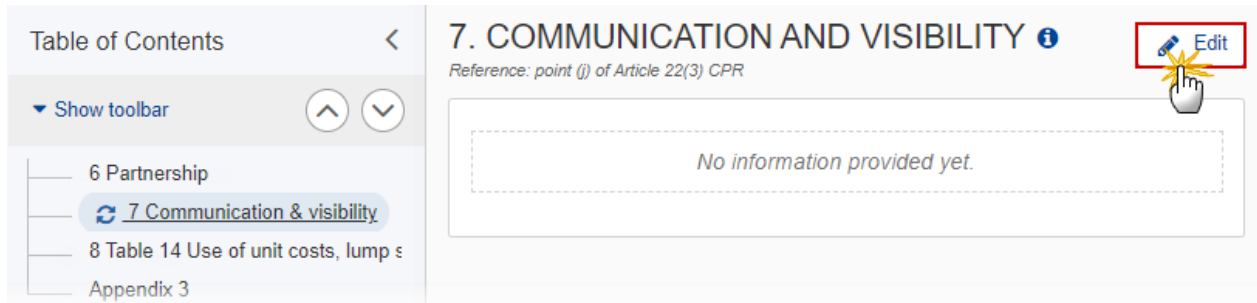 Table of Contents
Show toolbar
6 Partnership
7 Communication & visibility
8 Table 14 Use of unit costs, lump s
Appendix 3
7. COMMUNICATION AND VISIBILITY
Edit
Reference: point (j) of Article 22(3) CPR
No information provided yet.